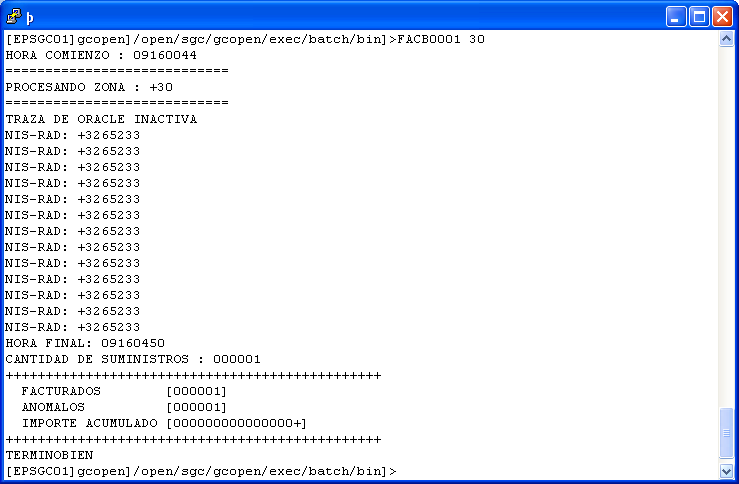 þ
[EPSGC01]gcopen]/open/sgc/gcopen/exec/batch/bin]>FACB0001 30
HORA COMIENZO : 09160044
============================
PROCESANDO ZONA : +30
============================
TRAZA DE ORACLE INACTIVA
NIS-RAD: +3265233
NIS-RAD: +3265233
NIS-RAD: +3265233
NIS-RAD: +3265233
NIS-RAD: +3265233
NIS-RAD: +3265233
NIS-RAD: +3265233
NIS-RAD: +3265233
NIS-RAD: +3265233
NIS-RAD: +3265233
NIS-RAD: +3265233
NIS-RAD: +3265233
NIS-RAD: +3265233
HORA FINAL: 09160450
CANTIDAD DE SUMINISTROS : 000001
+++++++++++++++++++++++++++++++++++++++++++++++
FACTURADOS [000001]
ANOMALOS [000001]
IMPORTE ACUMULADO [000000000000000+]
+++++++++++++++++++++++++++++++++++++++++++++++
TERMINOBIEN
[EPSGC01]gcopen]/open/sgc/gcopen/exec/batch/bin]>